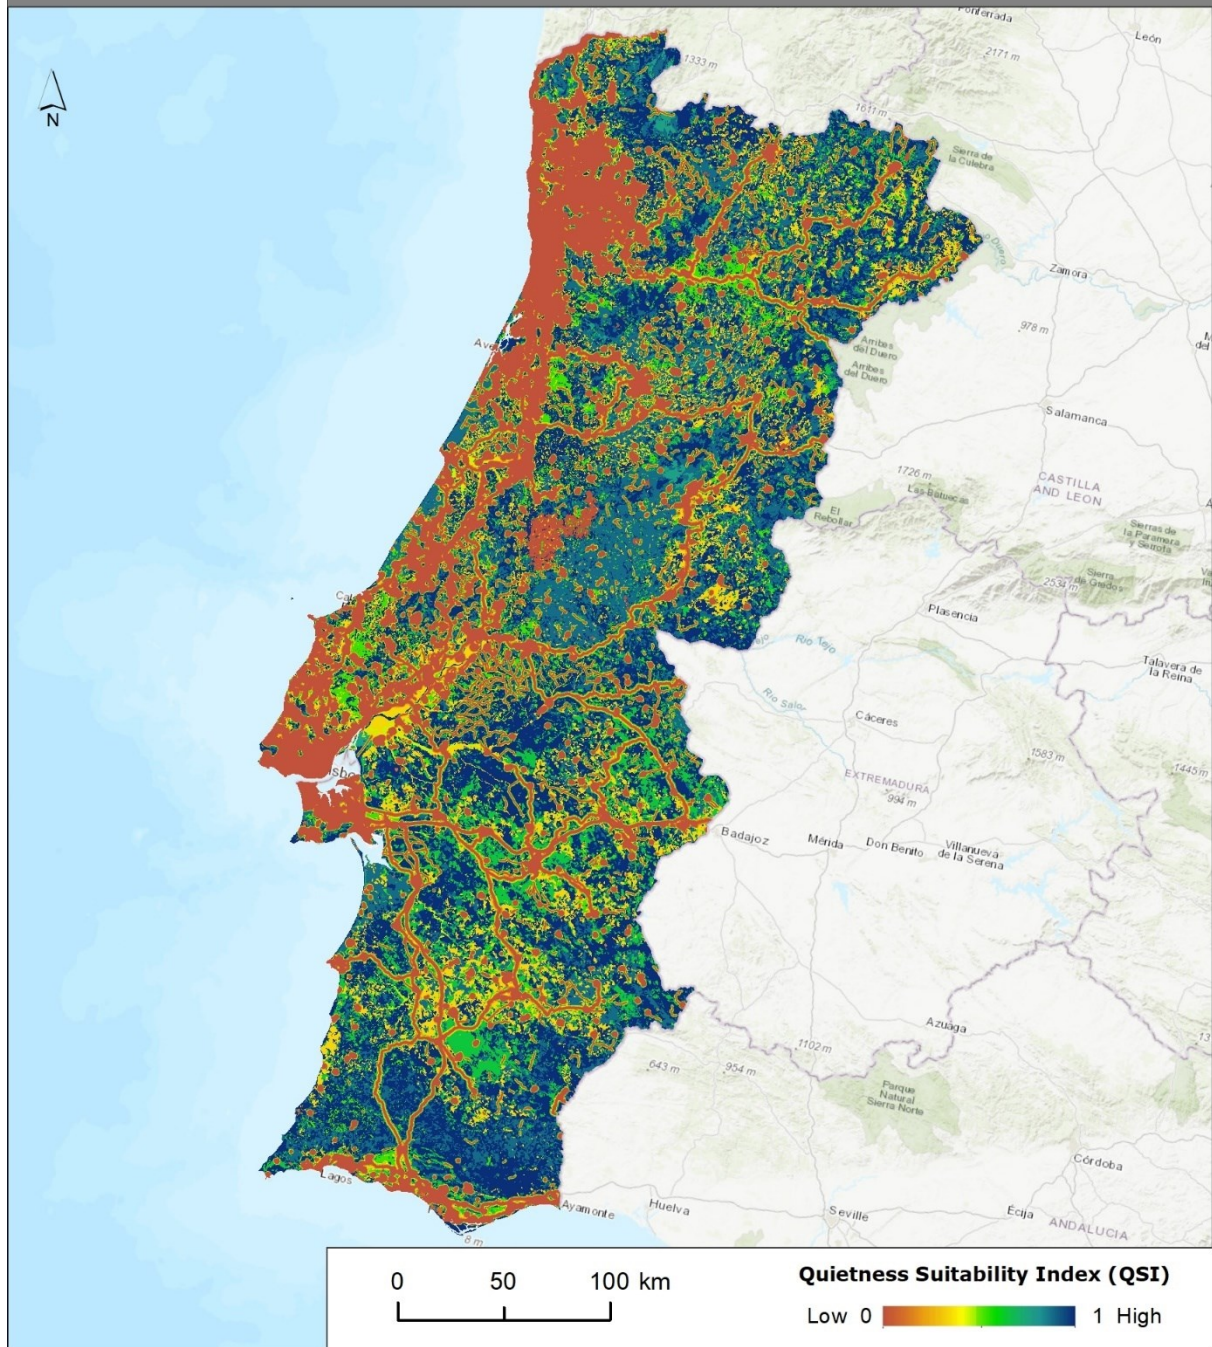 Ponferrada
León
1333 m
2171 m
1611 m
N
Sierra de
la Culebra
Duero
Zamora
978 m
Ave
Arribes
del Duero
Arribes
del Duero
Salamanca
1726 m
Las Batuecas
CASTILLA
AND LEON
El
Rebollar
Sierras de
la Paramera
y Serrota
Sierra
de Gredos
2534 m
Plasencia
Rio Tejo
Talavera de
la Reina
Rio Salor
Cáceres
1583 m
1445 m
EXTREMADURA
994 m
Badajoz
Mérida
Don Benito
Villanueva
de la Serena
Azuaga
1102 m
643 m
954 m
Parque
Natural
Sierra Norte
Córdoba
Lagos
Ayamonte
Huelva
Seville
Ecija
ANDALUCIA
8 m
0 50 100 km
Quietness Suitability Index (QSI)
Low 0 1 High